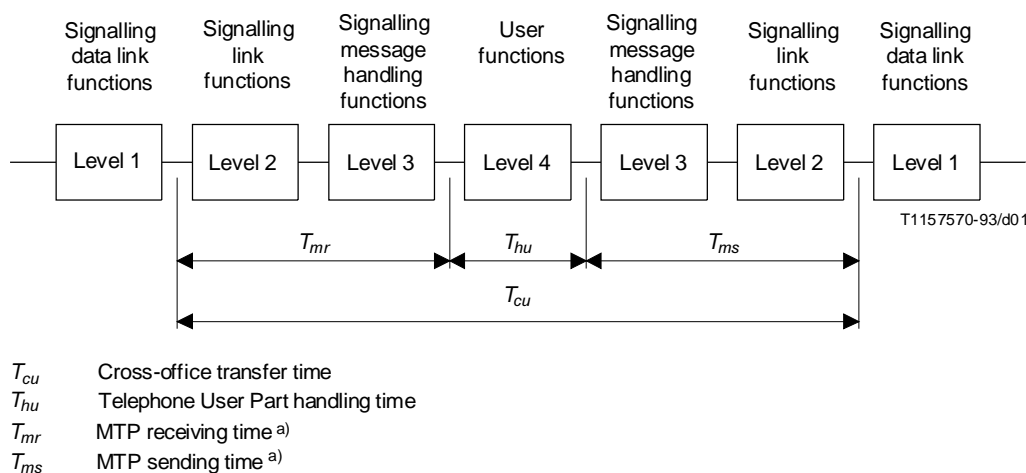 Signalling
data link
functions
Signalling
link
functions
Signalling
message
handling
functions
User
functions
Signalling
message
handling
functions
Signalling
link
functions
Signalling
data link
functions
Level 1
Level 2
Level 3
Level 4
Level 3
Level 2
Level 1
T1157570-93/d01
Tmr
Thu
Tms
Tcu
Tcu Cross-office transfer time
Thu Telephone User Part handling time
Tmr MTP receiving time a)
Tms MTP sending time a)